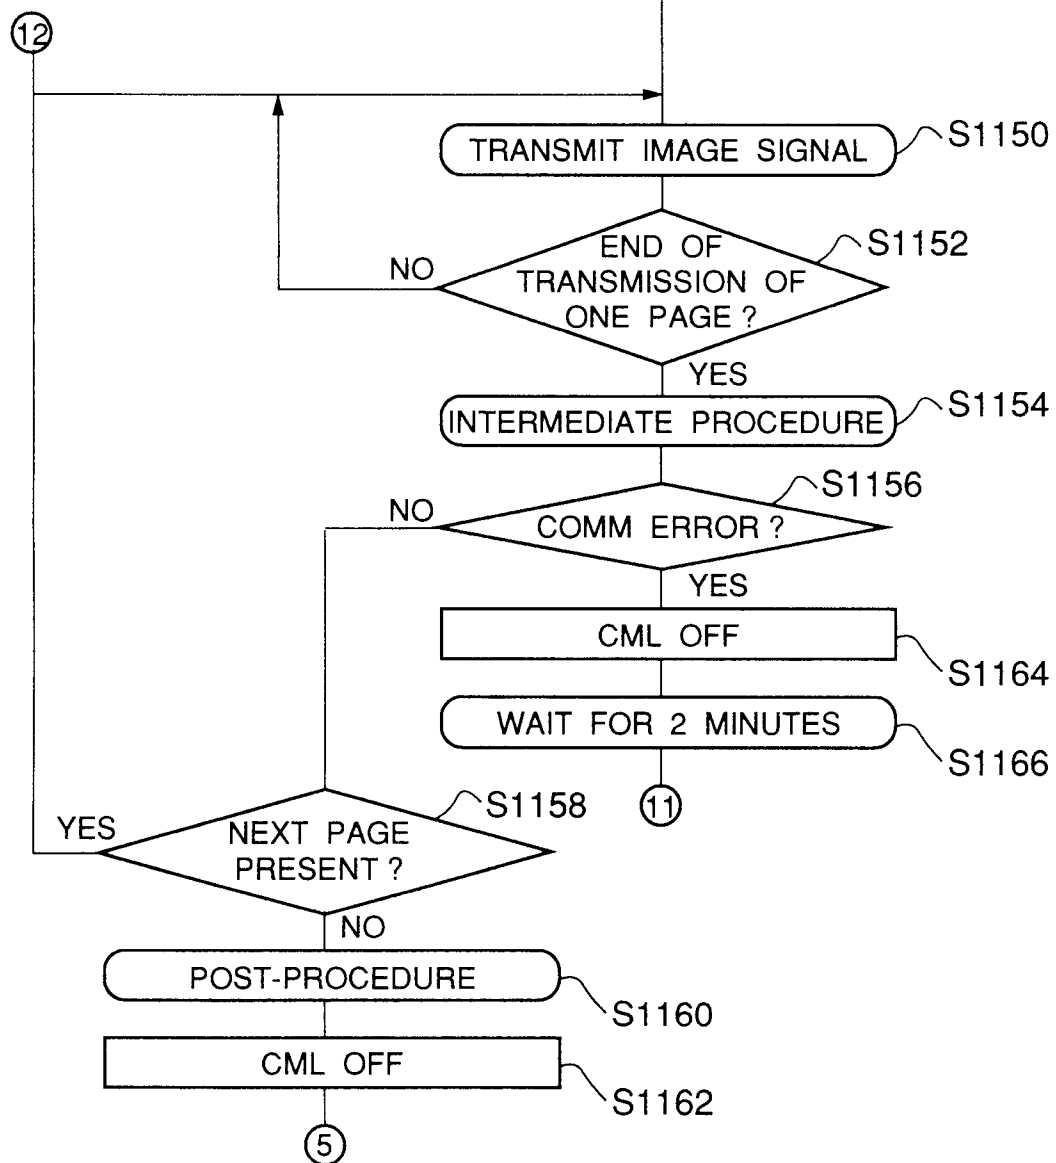 12
TRANSMIT IMAGE SIGNAL
S1150
END OF
TRANSMISSION OF
ONE PAGE ?
S1152
NO
YES
INTERMEDIATE PROCEDURE
S1154
COMM ERROR ?
S1156
NO
YES
CML OFF
S1164
WAIT FOR 2 MINUTES
S1166
11
NEXT PAGE
PRESENT ?
S1158
YES
NO
POST-PROCEDURE
S1160
CML OFF
S1162
5